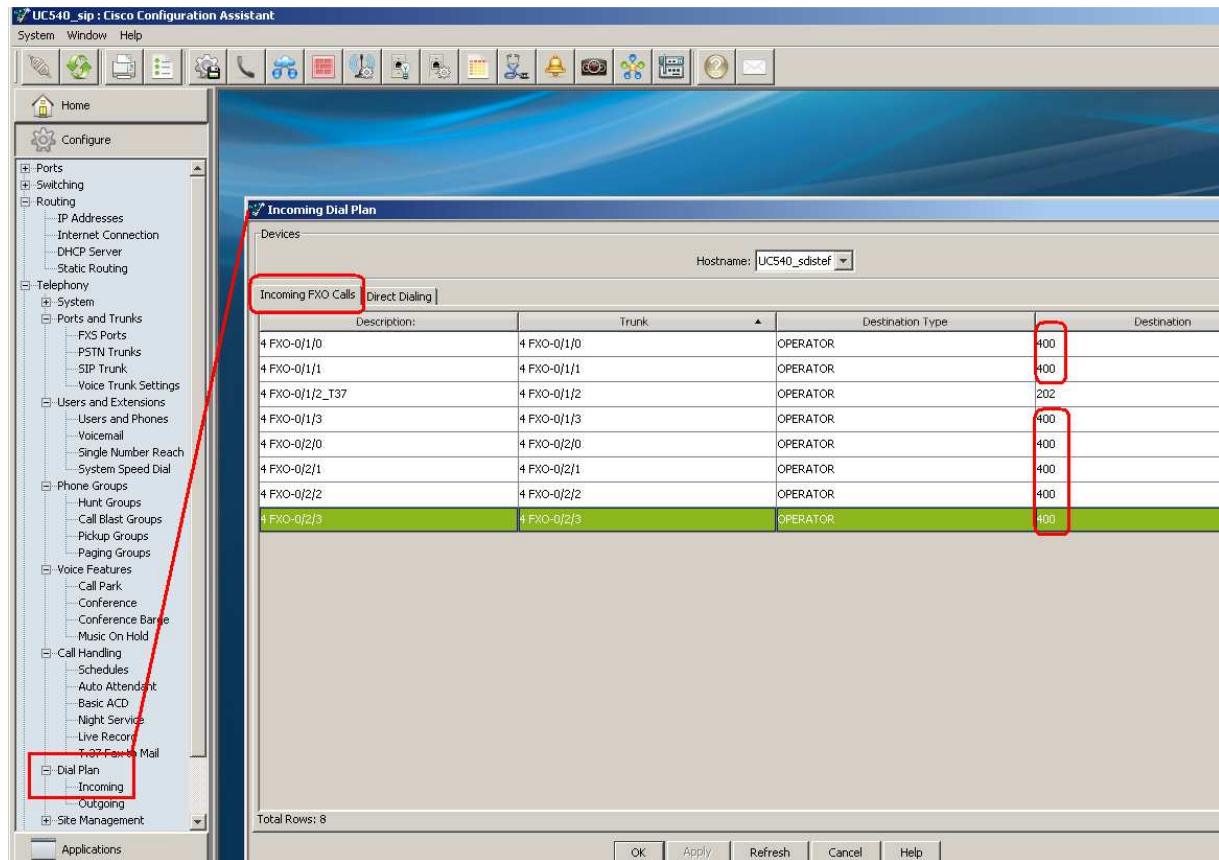 UC540_sip : Cisco Configuration Assistant
System Window Help
Home
Configure
Ports
Switching
Routing
IP Addresses
Internet Connection
DHCP Server
Static Routing
Telephony
System
Ports and Trunks
FXS Ports
PSTN Trunks
SIP Trunk
Voice Trunk Settings
Users and Extensions
Users and Phones
Voicemail
Single Number Reach
System Speed Dial
Phone Groups
Hunt Groups
Call Blast Groups
Pickup Groups
Paging Groups
Voice Features
Call Park
Conference
Conference Barge
Music On Hold
Call Handling
Schedules
Auto Attendant
Basic ACD
Night Service
Live Record
T.37 Fax to Mail
Dial Plan
Incoming
Outgoing
Site Management
Applications
Incoming Dial Plan
Devices
Hostname: UC540_sdistef
Incoming FXO Calls Direct Dialing
Description: Trunk Destination Type Destination
4 FXO-0/1/0 4 FXO-0/1/0 OPERATOR 400
4 FXO-0/1/1 4 FXO-0/1/1 OPERATOR 400
4 FXO-0/1/2_T37 4 FXO-0/1/2 OPERATOR 202
4 FXO-0/1/3 4 FXO-0/1/3 OPERATOR 400
4 FXO-0/2/0 4 FXO-0/2/0 OPERATOR 400
4 FXO-0/2/1 4 FXO-0/2/1 OPERATOR 400
4 FXO-0/2/2 4 FXO-0/2/2 OPERATOR 400
4 FXO-0/2/3 4 FXO-0/2/3 OPERATOR 400
Total Rows: 8
OK Apply Refresh Cancel Help